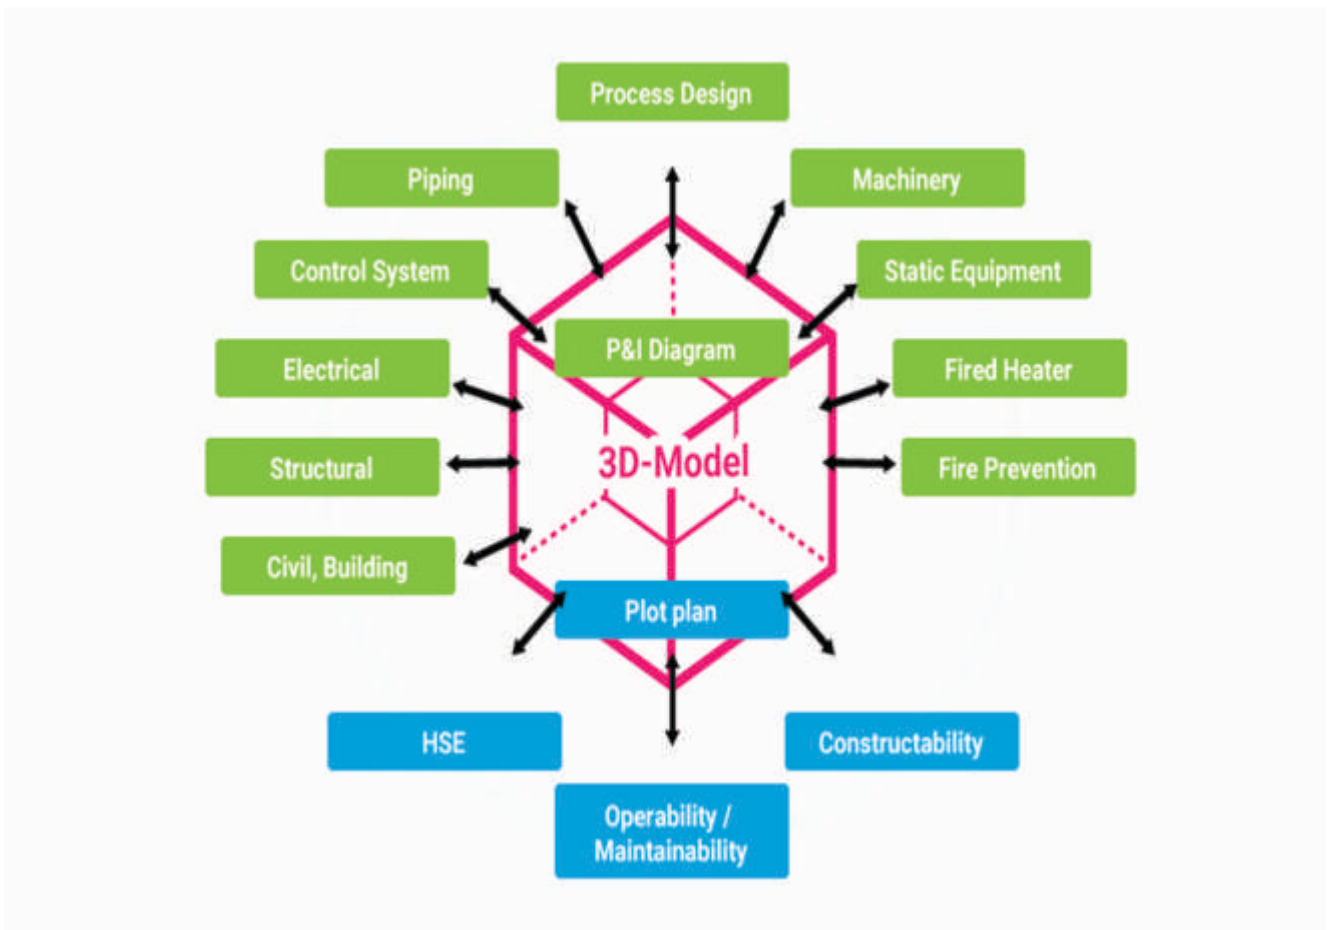 Process Design
Piping
Machinery
Control System
Static Equipment
P&I Diagram
Electrical
Fired Heater
3D-Model
Structural
Fire Prevention
Civil, Building
Plot plan
HSE
Constructability
Operability /
Maintainability